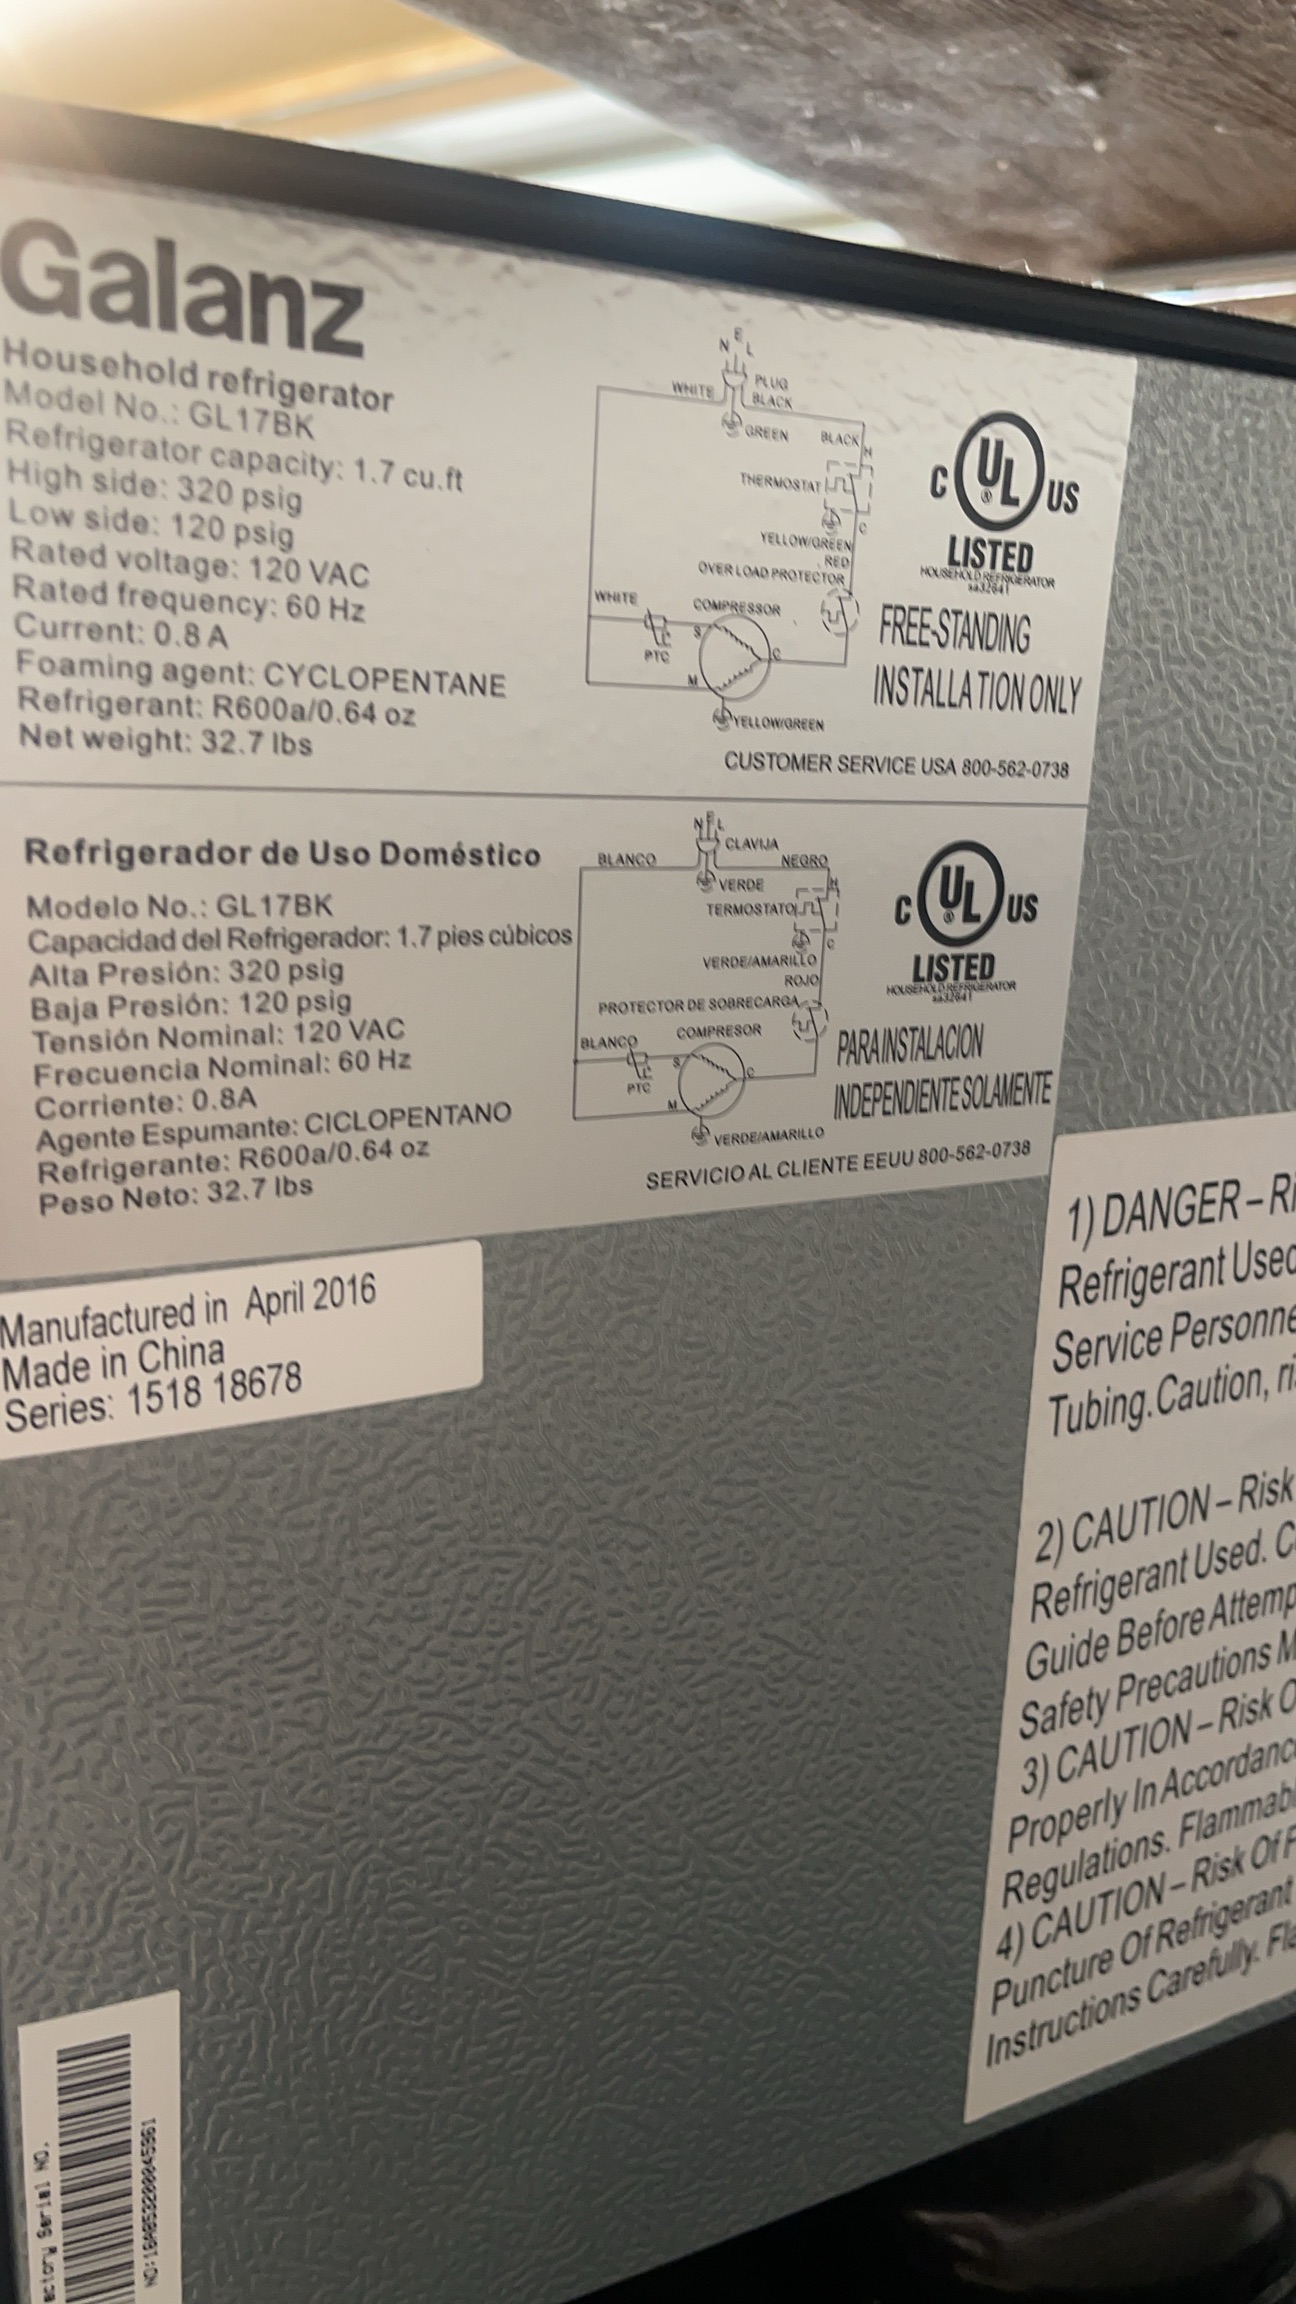 Galanz
Household refrigerator
Model No.: GL17BK
Refrigerator capacity: 1.7 cu.ft
High side: 320 psig
Low side: 120 psig
Rated voltage: 120 VAC
Rated frequency: 60 Hz
Current: 0.8 A
Foaming agent: CYCLOPENTANE
Refrigerant: R600a/0.64 oz
Net weight: 32.7 lbs
N E L
PLUG
WHITE
BLACK
GREEN
BLACK
H
THERMOSTAT
C
YELLOW/GREEN
RED
OVER LOAD PROTECTOR
WHITE
COMPRESSOR
S
C
PTC
M
YELLOW/GREEN
C UL US
®
LISTED
HOUSEHOLD REFRIGERATOR
sa32641
FREE-STANDING
INSTALLATION ONLY
CUSTOMER SERVICE USA 800-562-0738
Refrigerador de Uso Doméstico
Modelo No.: GL17BK
Capacidad del Refrigerador: 1.7 pies cúbicos
Alta Presión: 320 psig
Baja Presión: 120 psig
Tensión Nominal: 120 VAC
Frecuencia Nominal: 60 Hz
Corriente: 0.8A
Agente Espumante: CICLOPENTANO
Refrigerante: R600a/0.64 oz
Peso Neto: 32.7 lbs
N E L
CLAVIJA
BLANCO
NEGRO
VERDE
H
TERMOSTATO
C
VERDE/AMARILLO
ROJO
PROTECTOR DE SOBRECARGA
BLANCO
COMPRESOR
S
C
PTC
M
VERDE/AMARILLO
C UL US
®
LISTED
HOUSEHOLD REFRIGERATOR
sa32641
PARA INSTALACION
INDEPENDIENTE SOLAMENTE
SERVICIO AL CLIENTE EEUU 800-562-0738
Manufactured in April 2016
Made in China
Series: 1518 18678
1) DANGER –
Refrigerant Used
Service
Tubing. Caution,
2) CAUTION – Risk
Refrigerant Used.
Guide Before
Safety Precautions
3) CAUTION – Risk
Properly In
Regulations.
4) CAUTION – Risk Of
Puncture Of Refrigerant
Instructions Carefully.
Serial NO.